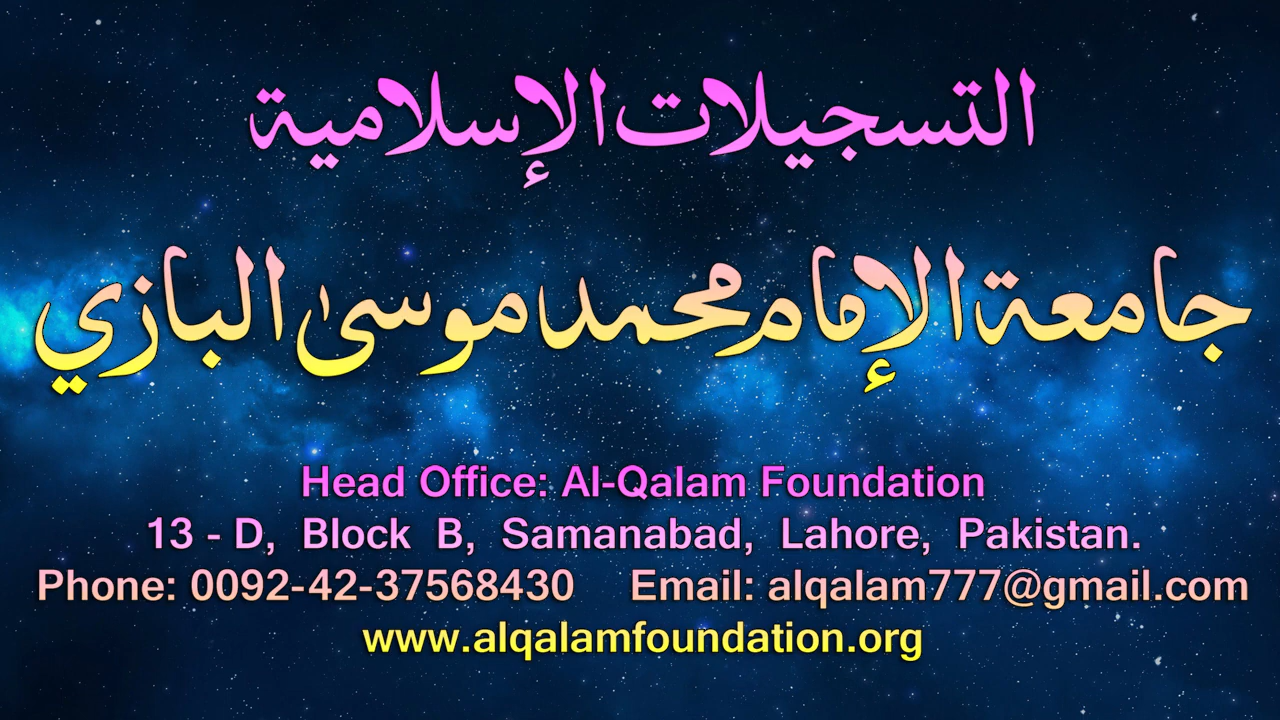 التسجيلات الإسلامية
جامعة الإمام محمد موسىٰ البازي
Head Office: Al-Qalam Foundation
13 - D, Block B, Samanabad, Lahore, Pakistan.
Phone: 0092-42-37568430 Email: alqalam777@gmail.com
www.alqalamfoundation.org